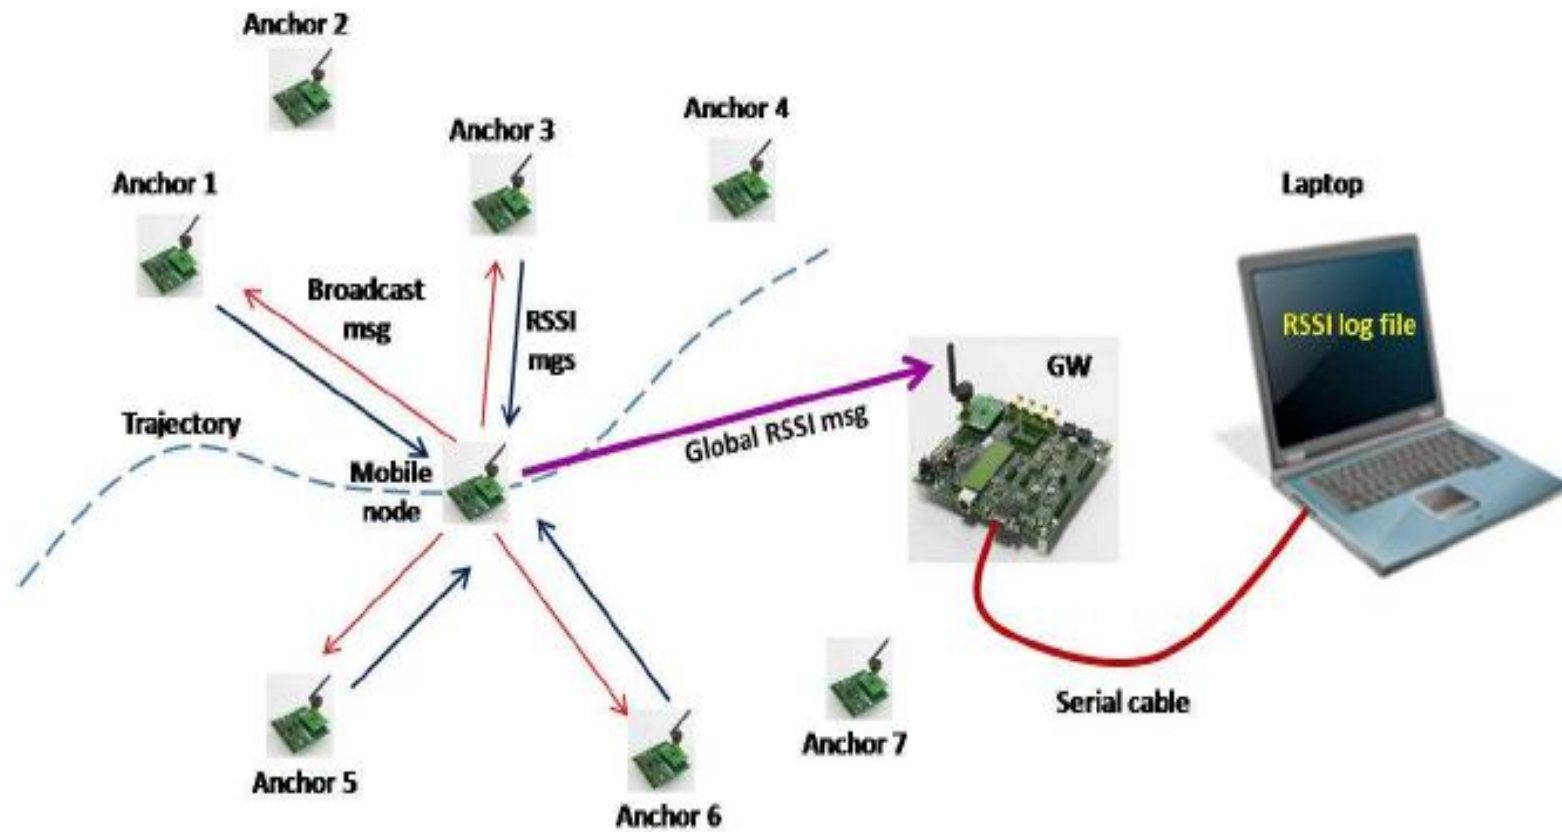 Anchor 2
Anchor 3
Anchor 4
Anchor 1
Laptop
Broadcast
msg
RSSI
mgs
RSSI log file
GW
Trajectory
Global RSSI msg
Mobile
node
Serial cable
Anchor 7
Anchor 5
Anchor 6